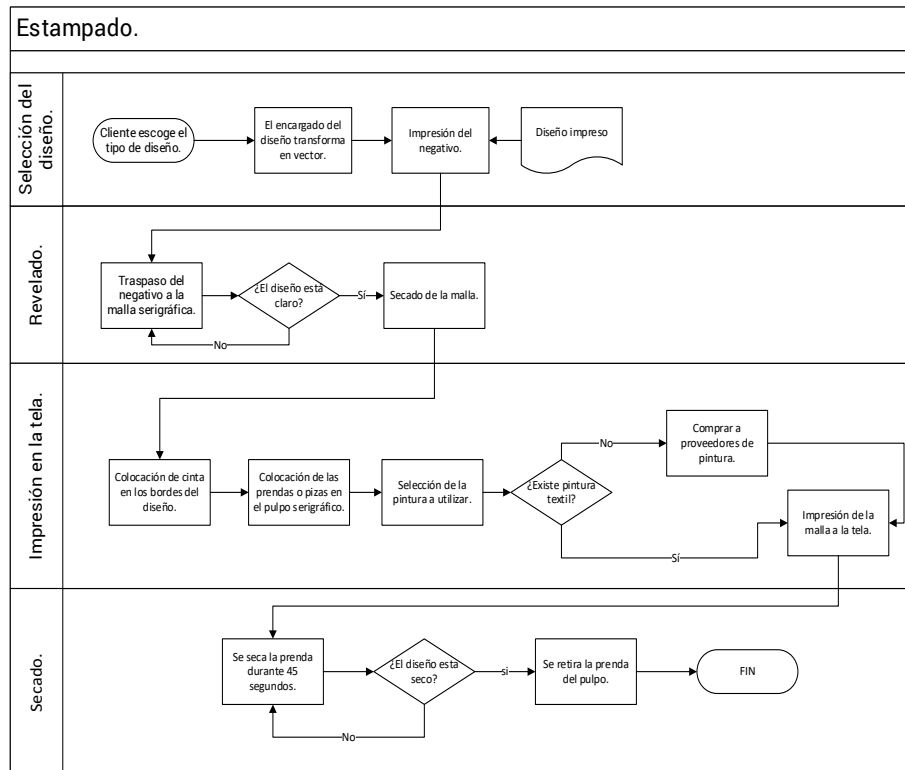 Estampado.
Selección del
diseño.
Cliente escoge el
tipo de diseño.
El encargado del
diseño transforma
en vector.
Impresión del
negativo.
Diseño impreso
Revelado.
Traspaso del
negativo a la
malla serigráfica.
¿El diseño está
claro?
Sí
No
Secado de la malla.
Impresión en la tela.
Colocación de cinta
en los bordes del
diseño.
Colocación de las
prendas o pizas en
el pulpo serigráfico.
Selección de la
pintura a utilizar.
¿Existe pintura
textil?
No
Comprar a
proveedores de
pintura.
Sí
Impresión de la
malla a la tela.
Secado.
Se seca la prenda
durante 45
segundos.
¿El diseño está
seco?
si
No
Se retira la prenda
del pulpo.
FIN